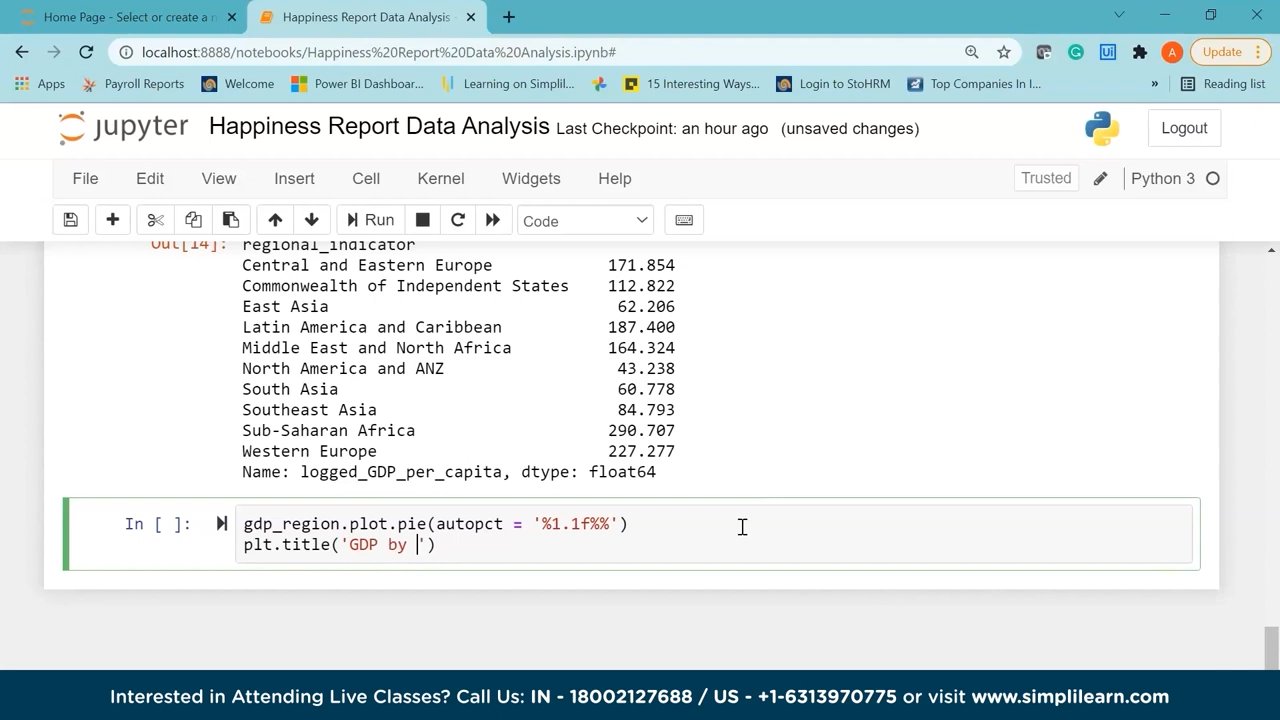 Home Page - Select or create a n
Happiness Report Data Analysis
localhost:8888/notebooks/Happiness%20Report%20Data%20Analysis.ipynb#
A
Update
Apps
Payroll Reports
Welcome
Power BI Dashboar...
Learning on Simplil...
15 Interesting Ways...
Login to StoHRM
Top Companies In I...
»
Reading list
jupyter
Happiness Report Data Analysis Last Checkpoint: an hour ago (unsaved changes)
Logout
File
Edit
View
Insert
Cell
Kernel
Widgets
Help
Trusted
Python 3
Run
Code
Out[14]: regional_indicator
Central and Eastern Europe 171.854
Commonwealth of Independent States 112.822
East Asia 62.206
Latin America and Caribbean 187.400
Middle East and North Africa 164.324
North America and ANZ 43.238
South Asia 60.778
Southeast Asia 84.793
Sub-Saharan Africa 290.707
Western Europe 227.277
Name: logged_GDP_per_capita, dtype: float64
In [ ]: gdp_region.plot.pie(autopct = '%1.1f%%')
plt.title('GDP by ')
Interested in Attending Live Classes? Call Us: IN - 18002127688 / US - +1-6313970775 or visit www.simplilearn.com